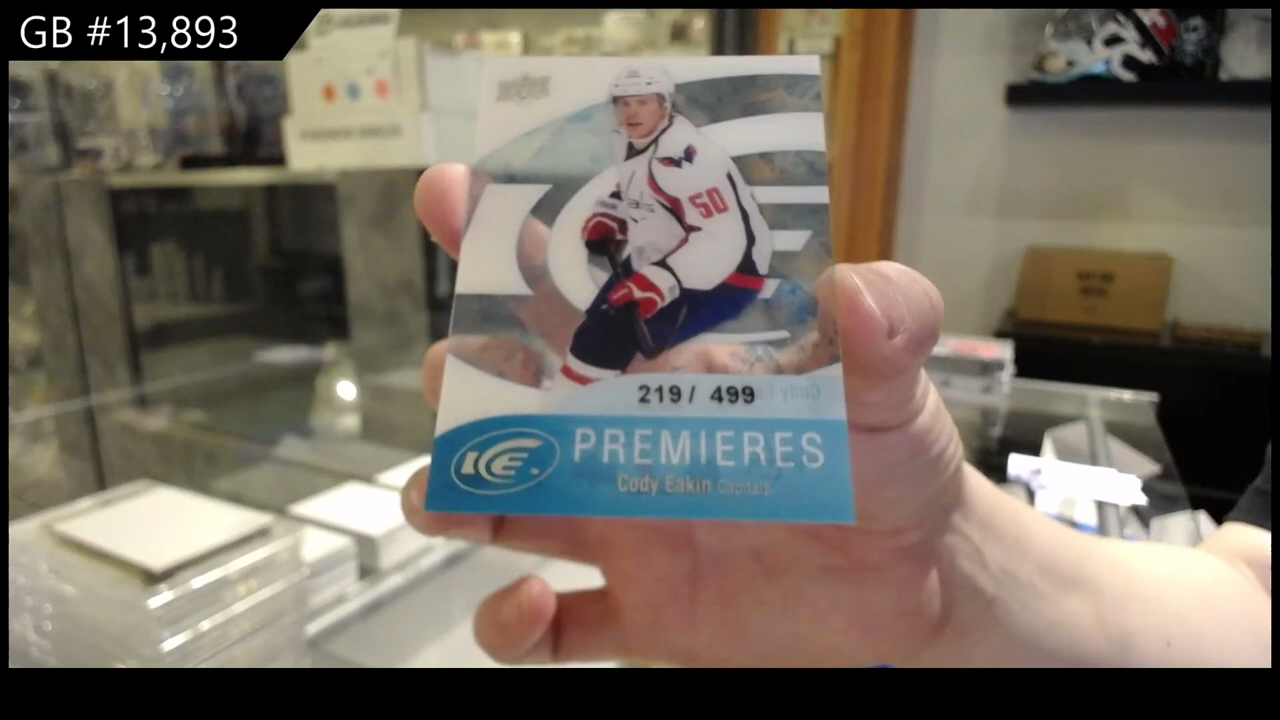 GB #13,893
50
219 / 499
ICE
PREMIERES
Cody Eakin Capitals